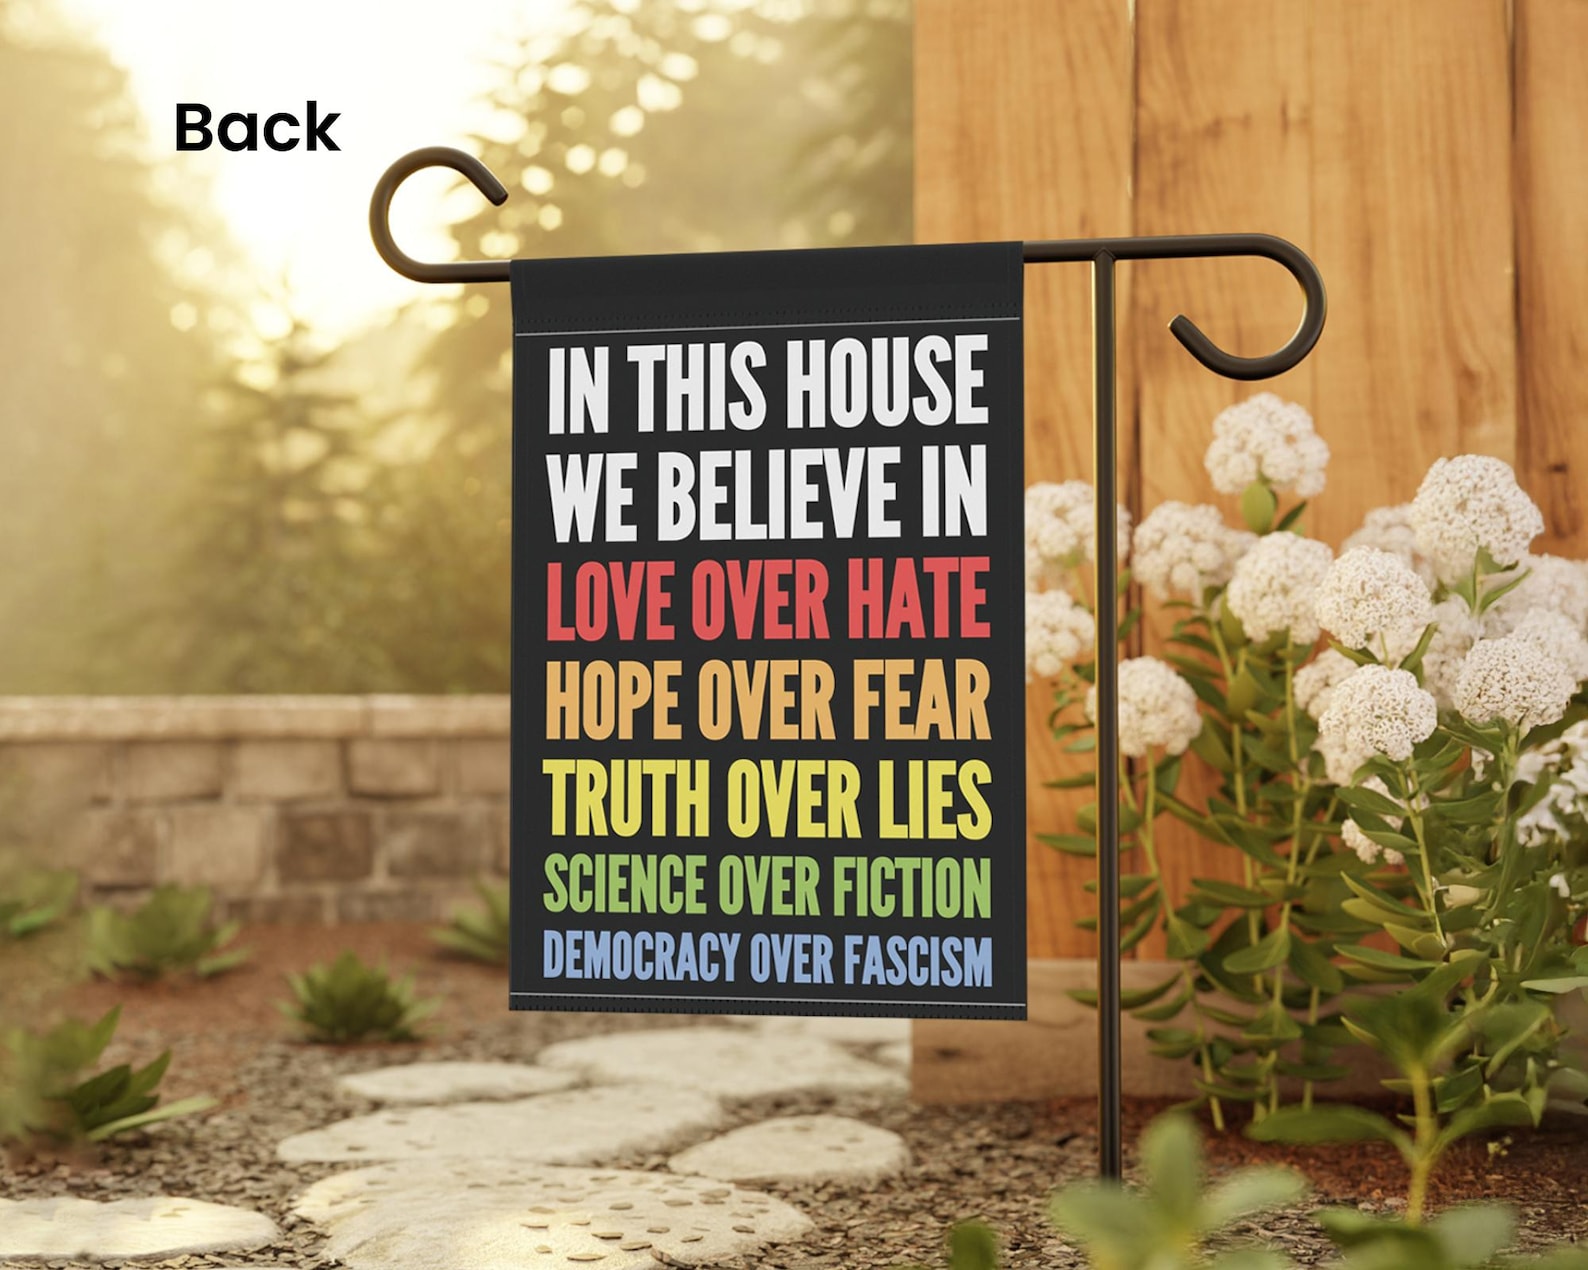 Back
IN THIS HOUSE
WE BELIEVE IN
LOVE OVER HATE
HOPE OVER FEAR
TRUTH OVER LIES
SCIENCE OVER FICTION
DEMOCRACY OVER FASCISM